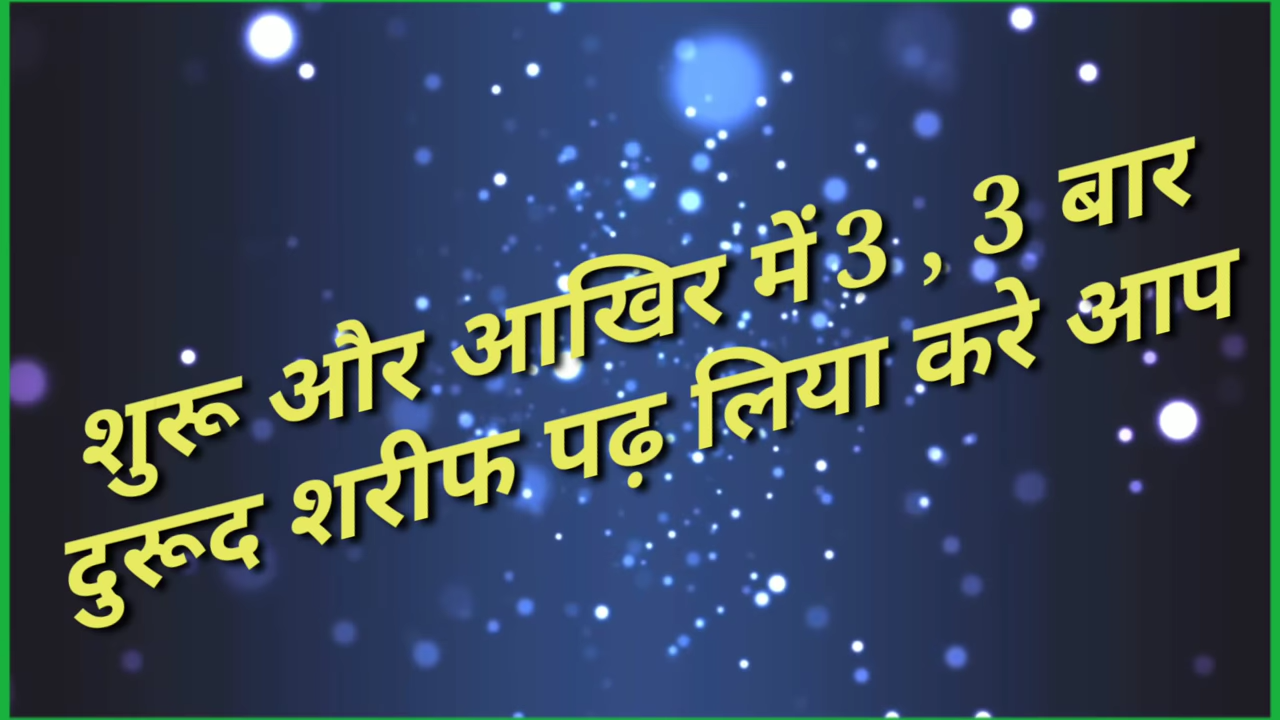 शुरू और आखिर में 3 , 3 बार
दुरूद शरीफ पढ़ लिया करे आप